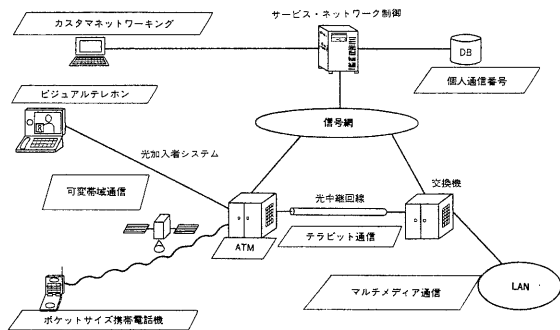 カスタマネットワーキング
サービス・ネットワーク制御
DB
個人通信番号
ビジュアルテレホン
信号網
光加入者システム
可変帯域通信
光中継回線
交換機
テラビット通信
ATM
マルチメディア通信
LAN
ポケットサイズ携帯電話機